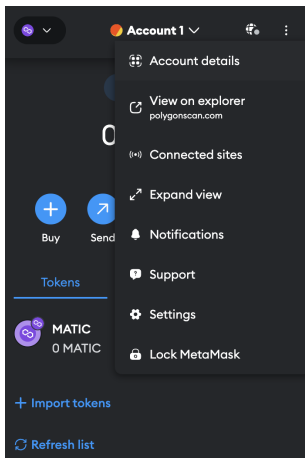 Account 1
Account details
View on explorer
polygonscan.com
Connected sites
Expand view
Notifications
Support
Settings
Lock MetaMask
0
Buy
Send
Tokens
MATIC
0 MATIC
+ Import tokens
Refresh list